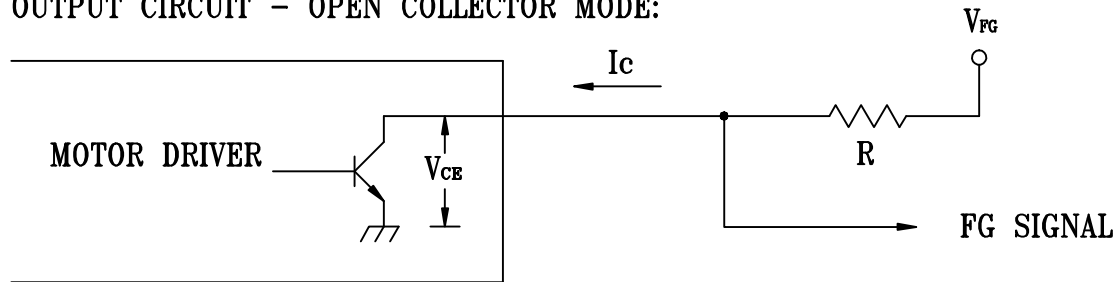 OUTPUT CIRCUIT - OPEN COLLECTOR MODE:
VFG
Ic
MOTOR DRIVER
VCE
R
FG SIGNAL